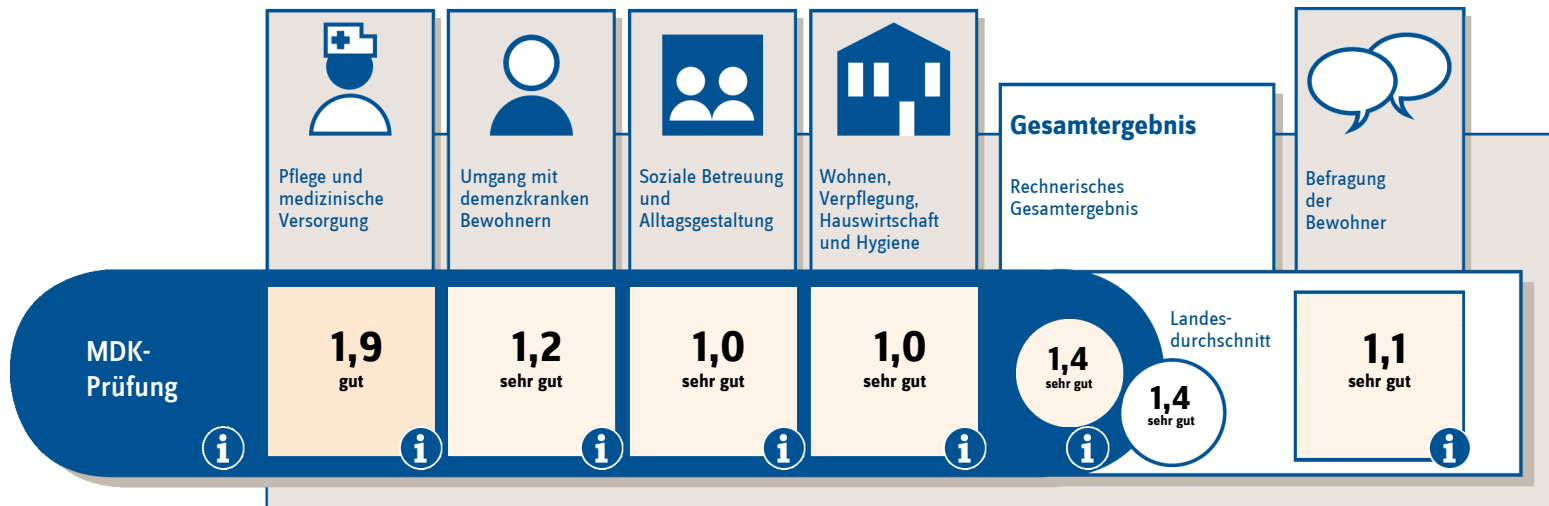 Pflege und
medizinische
Versorgung
Umgang mit
demenzkranken
Bewohnern
Soziale Betreuung
und
Alltagsgestaltung
Wohnen,
Verpflegung,
Hauswirtschaft
und Hygiene
Gesamtergebnis
Rechnerisches
Gesamtergebnis
Befragung
der
Bewohner
MDK-
Prüfung
i
1,9
gut
i
1,2
sehr gut
i
1,0
sehr gut
i
1,0
sehr gut
i
1,4
sehr gut
i
Landes-
durchschnitt
1,4
sehr gut
1,1
sehr gut
i